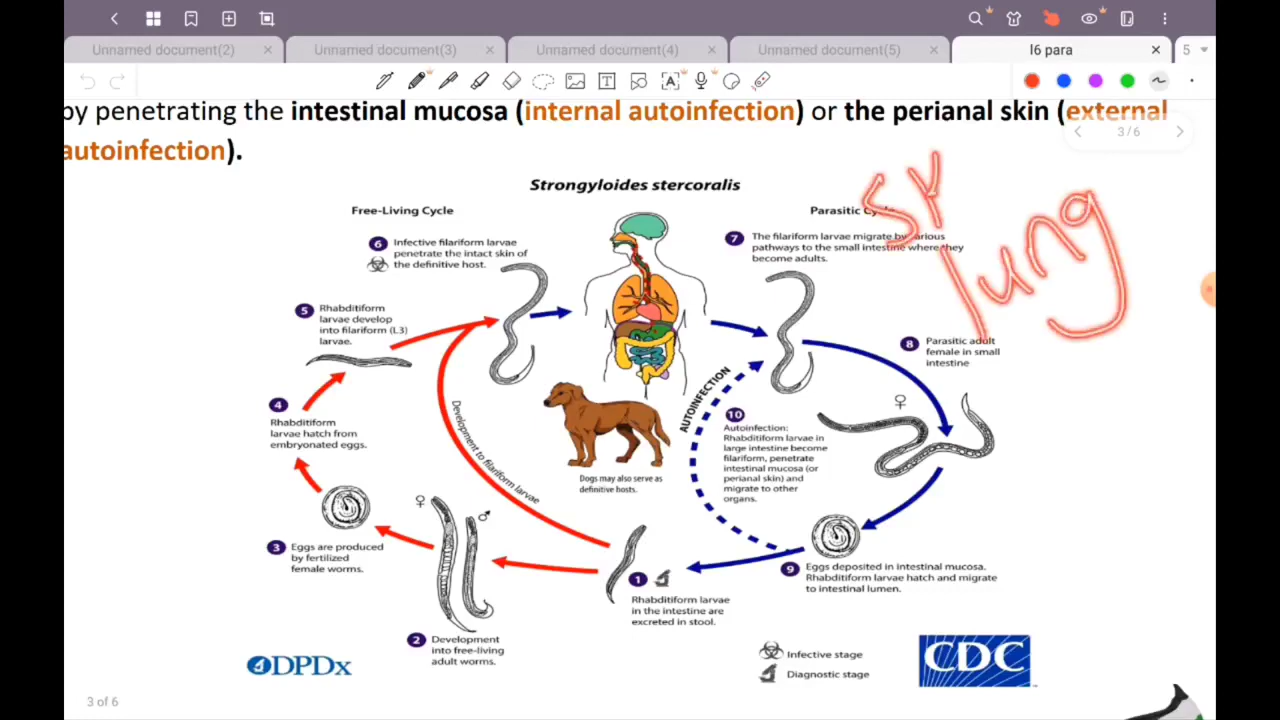 Unnamed document(2)
Unnamed document(3)
Unnamed document(4)
Unnamed document(5)
l6 para
5
by penetrating the intestinal mucosa (internal autoinfection) or the perianal skin (external
autoinfection).
3/6
Strongyloides stercoralis
Free-Living Cycle
Parasitic
lung
6 Infective filariform larvae
penetrate the intact skin of
the definitive host.
7 The filariform larvae migrate by various
pathways to the small intestine where they
become adults.
5 Rhabditiform
larvae develop
into filariform (L3)
larvae.
8 Parasitic adult
female in small
intestine
4
Rhabditiform
larvae hatch from
embryonated eggs.
Development to filariform larvae
AUTOINFECTION
10
Autoinfection:
Rhabditiform larvae in
large intestine become
filariform, penetrate
intestinal mucosa (or
perianal skin) and
migrate to other
organs.
Dogs may also serve as
definitive hosts.
3 Eggs are produced
by fertilized
female worms.
9 Eggs deposited in intestinal mucosa.
Rhabditiform larvae hatch and migrate
to intestinal lumen.
1
Rhabditiform larvae
in the intestine are
excreted in stool.
2 Development
into free-living
adult worms.
DPDx
Infective stage
Diagnostic stage
CDC
3 of 6